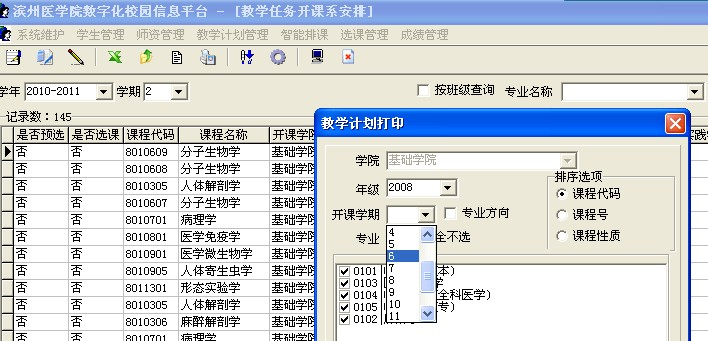 滨州医学院数字化校园信息平台 - [教学任务开课系安排]
系统维护 学生管理 师资管理 教学计划管理 智能排课 选课管理 成绩管理
学年 2010-2011 学期 2 按班级查询 专业名称
记录数：145
是否预选 是否选课 课程代码 课程名称 开课学院
否 否 8010609 分子生物学 基础学院
否 否 8010608 分子生物学 基础学院
否 否 8010305 人体解剖学 基础学院
否 否 8010607 分子生物学 基础学院
否 否 8010701 病理学 基础学院
否 否 8010801 医学免疫学 基础学院
否 否 8010901 医学微生物学 基础学院
否 否 8010905 人体寄生虫学 基础学院
否 否 8011301 形态实验学 基础学院
否 否 8010304 人体解剖学 基础学院
否 否 8010306 麻醉解剖学 基础学院
否 否 8010701 病理学 基础学院
教学计划打印
学院 基础学院
年级 2008
开课学期 专业方向
专业 全不选
排序选项
课程代码
课程号
课程性质
4
5
6
7
8
9
10
11
0101 本)
0103 学
0104 全科医学)
0105 专)
0102